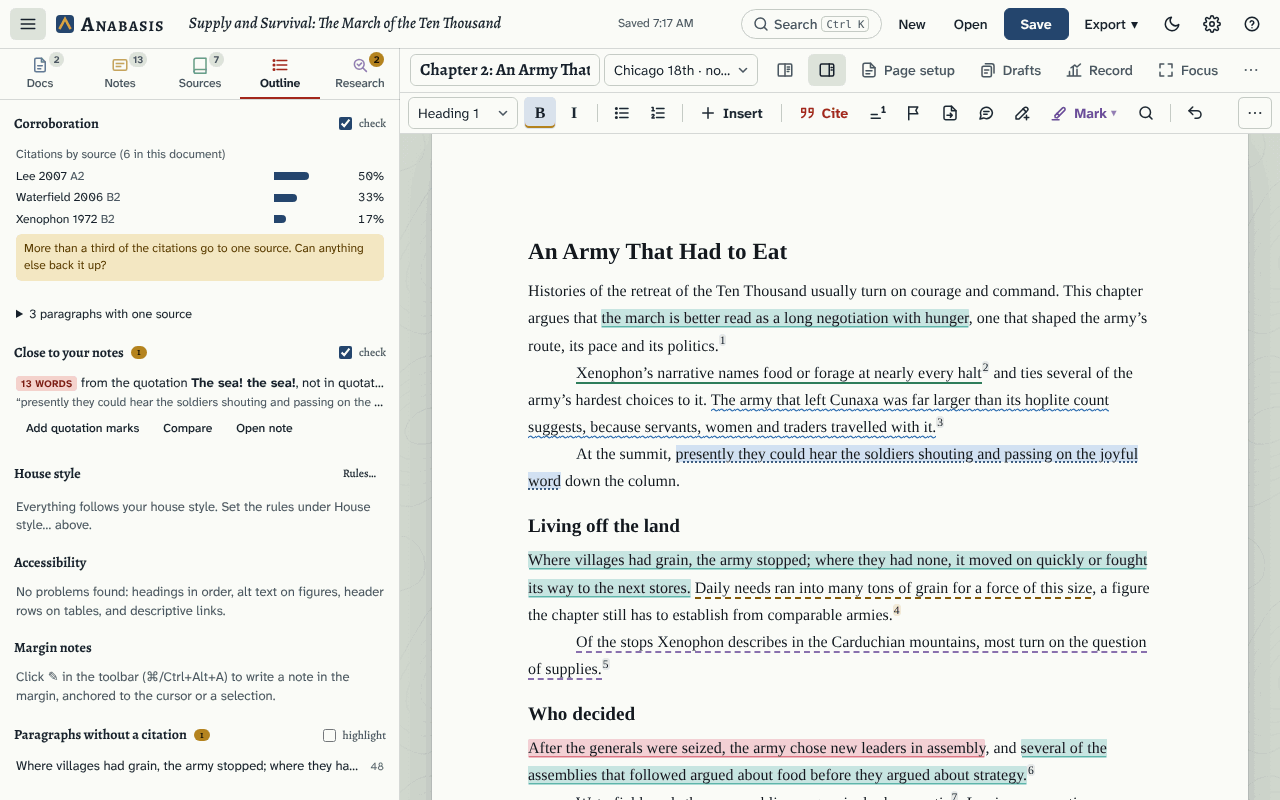 ANABASIS
Supply and Survival: The March of the Ten Thousand
Saved 7:17 AM
Search Ctrl K
New
Open
Save
Export ▾
Docs 2
Notes 13
Sources 7
Outline
Research 2
Chapter 2: An Army That
Chicago 18th · no...
Page setup
Drafts
Record
Focus
Heading 1
B
I
Insert
Cite
Mark ▾
Corroboration
check
Citations by source (6 in this document)
Lee 2007 A2 50%
Waterfield 2006 B2 33%
Xenophon 1972 B2 17%
More than a third of the citations go to one source. Can anything
else back it up?
▶ 3 paragraphs with one source
Close to your notes 1
check
13 WORDS from the quotation The sea! the sea!, not in quotat...
“presently they could hear the soldiers shouting and passing on the ...
Add quotation marks
Compare
Open note
House style
Rules...
Everything follows your house style. Set the rules under House
style... above.
Accessibility
No problems found: headings in order, alt text on figures, header
rows on tables, and descriptive links.
Margin notes
Click ✎ in the toolbar (⌘/Ctrl+Alt+A) to write a note in the
margin, anchored to the cursor or a selection.
Paragraphs without a citation 1
highlight
Where villages had grain, the army stopped; where they ha... 48
An Army That Had to Eat
Histories of the retreat of the Ten Thousand usually turn on courage and command. This chapter
argues that the march is better read as a long negotiation with hunger, one that shaped the army’s
route, its pace and its politics.1
Xenophon’s narrative names food or forage at nearly every halt2 and ties several of the
army’s hardest choices to it. The army that left Cunaxa was far larger than its hoplite count
suggests, because servants, women and traders travelled with it.3
At the summit, presently they could hear the soldiers shouting and passing on the joyful
word down the column.
Living off the land
Where villages had grain, the army stopped; where they had none, it moved on quickly or fought
its way to the next stores. Daily needs ran into many tons of grain for a force of this size, a figure
the chapter still has to establish from comparable armies.4
Of the stops Xenophon describes in the Carduchian mountains, most turn on the question
of supplies.5
Who decided
After the generals were seized, the army chose new leaders in assembly, and several of the
assemblies that followed argued about food before they argued about strategy.6